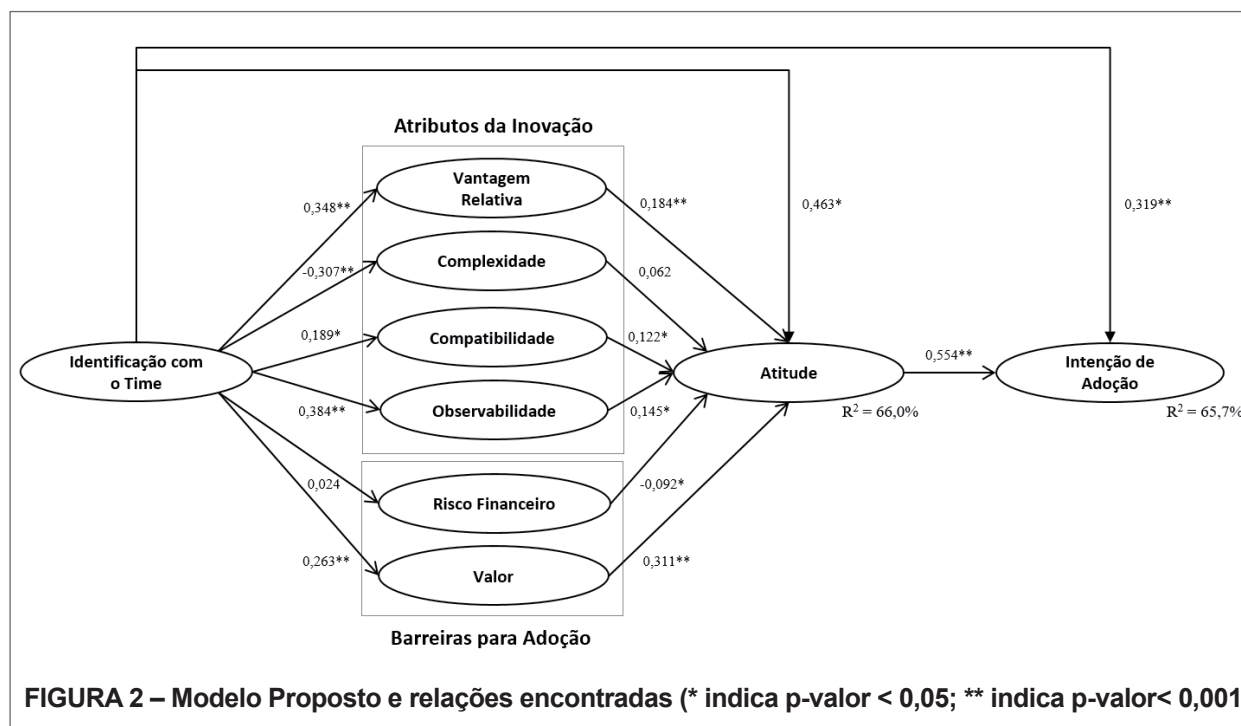 Atributos da Inovação
Vantagem
Relativa
0,348**
0,184**
0,463*
0,319**
-0,307**
Complexidade
0,062
0,189*
Compatibilidade
0,122*
Identificação com
o Time
Atitude
0,554**
Intenção de
Adoção
0,384**
Observabilidade
0,145*
R² = 66,0%
R² = 65,7%
0,024
Risco Financeiro
-0,092*
0,263**
Valor
0,311**
Barreiras para Adoção
FIGURA 2 – Modelo Proposto e relações encontradas (* indica p-valor < 0,05; ** indica p-valor< 0,001